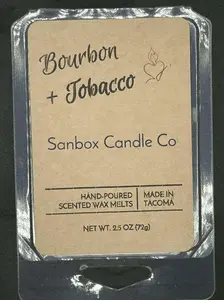 Bourbon
+ Tobacco
Sanbox Candle Co
HAND-POURED
SCENTED WAX MELTS
MADE IN
TACOMA
NET WT. 2.5 OZ (72g)